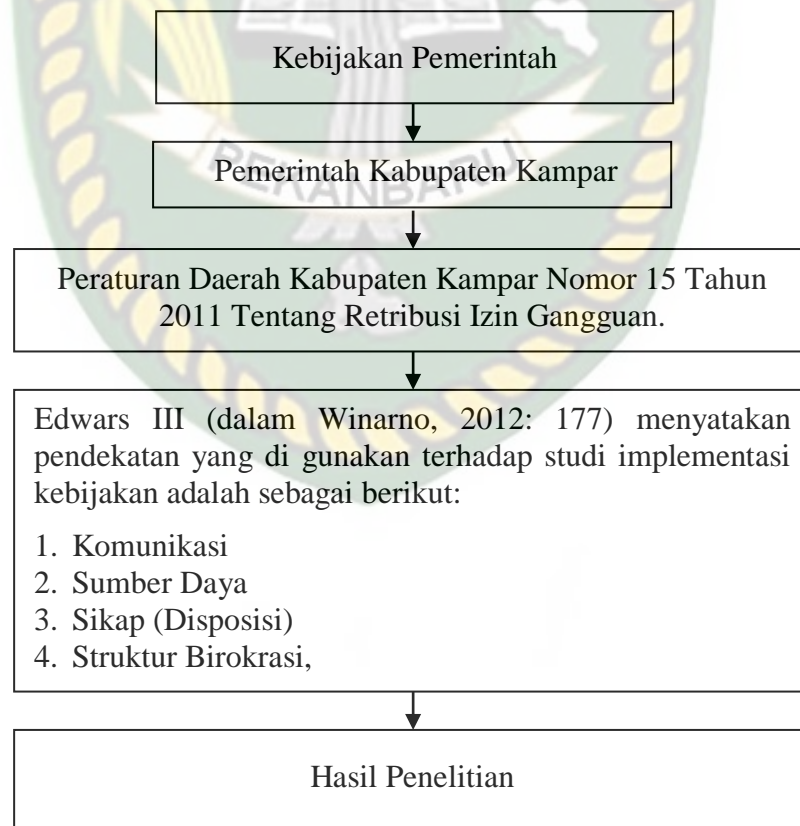 Kebijakan Pemerintah
Pemerintah Kabupaten Kampar
PEKANBARU
Peraturan Daerah Kabupaten Kampar Nomor 15 Tahun
2011 Tentang Retribusi Izin Gangguan.
Edwars III (dalam Winarno, 2012: 177) menyatakan
pendekatan yang di gunakan terhadap studi implementasi
kebijakan adalah sebagai berikut:
1. Komunikasi
2. Sumber Daya
3. Sikap (Disposisi)
4. Struktur Birokrasi,
Hasil Penelitian